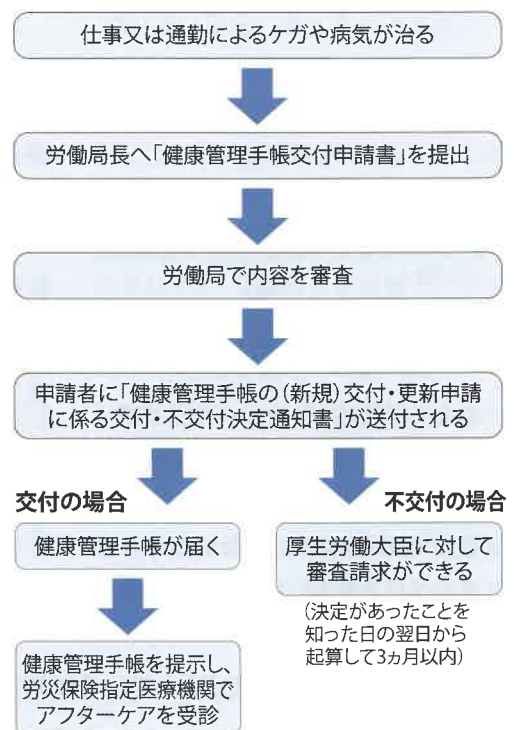 仕事又は通勤によるケガや病気が治る
労働局長へ「健康管理手帳交付申請書」を提出
労働局で内容を審査
申請者に「健康管理手帳の(新規)交付・更新申請
に係る交付・不交付決定通知書」が送付される
交付の場合
健康管理手帳が届く
健康管理手帳を提示し、
労災保険指定医療機関で
アフターケアを受診
不交付の場合
厚生労働大臣に対して
審査請求ができる
(決定があったことを
知った日の翌日から
起算して3ヵ月以内)